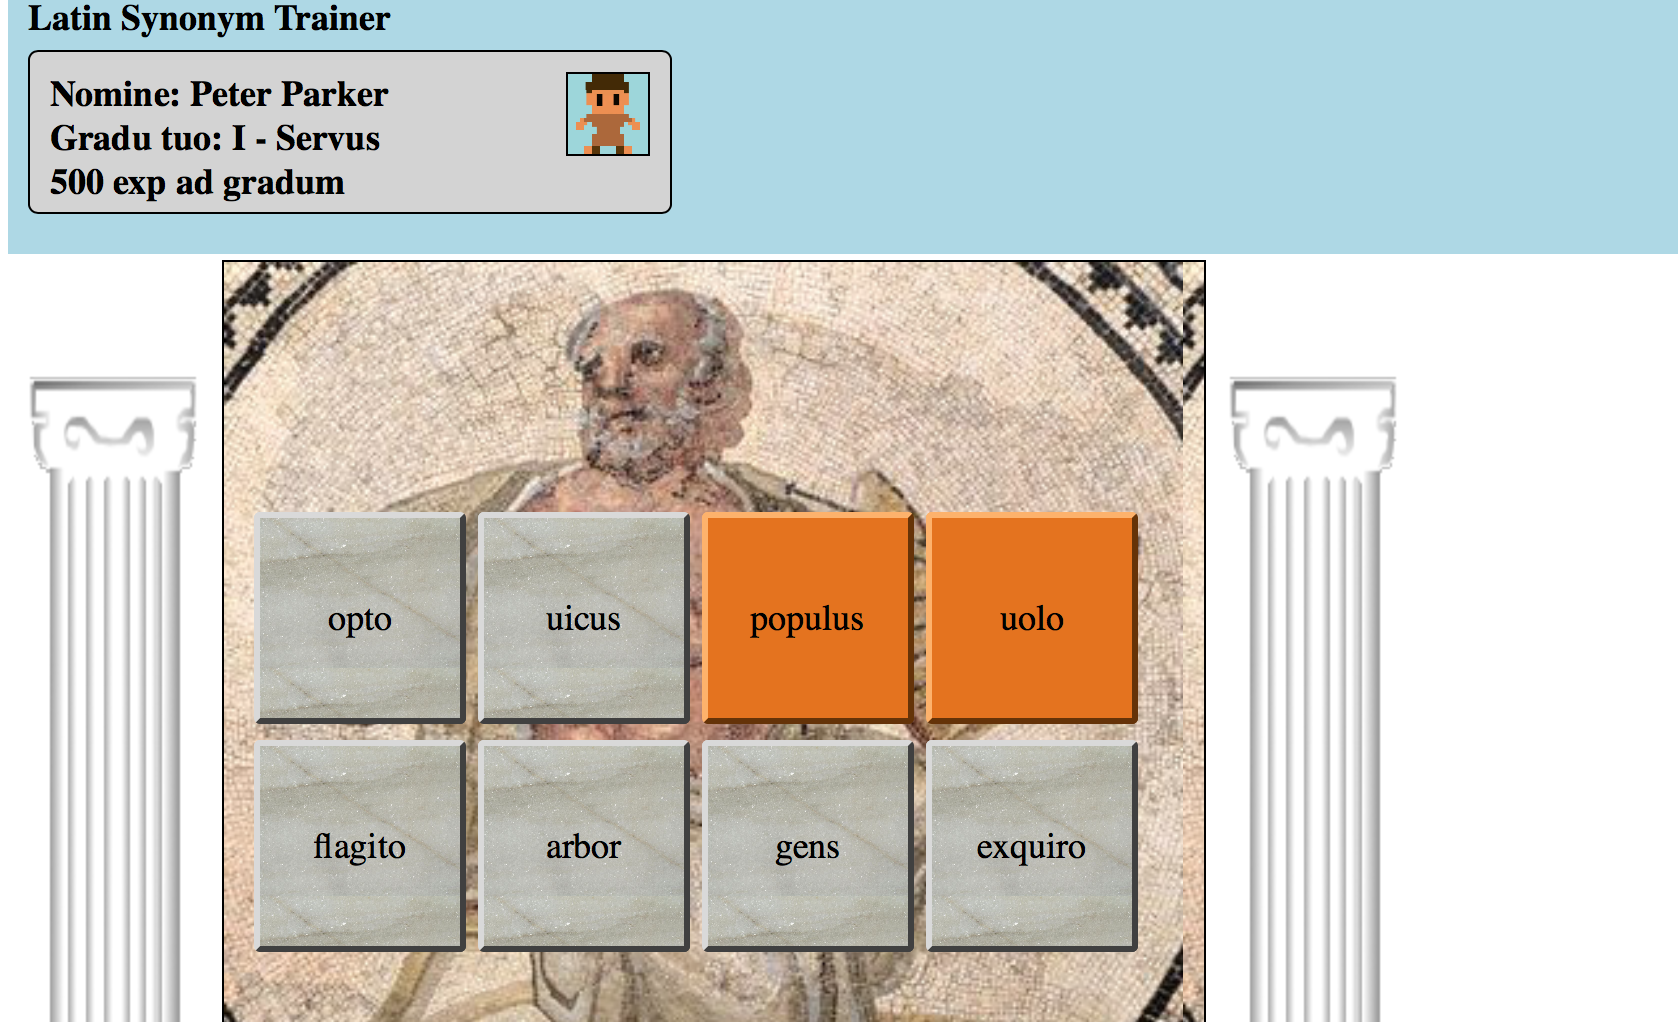 Latin Synonym Trainer
Nomine: Peter Parker
Gradu tuo: I - Servus
500 exp ad gradum
opto
uicus
populus
uolo
flagito
arbor
gens
exquiro